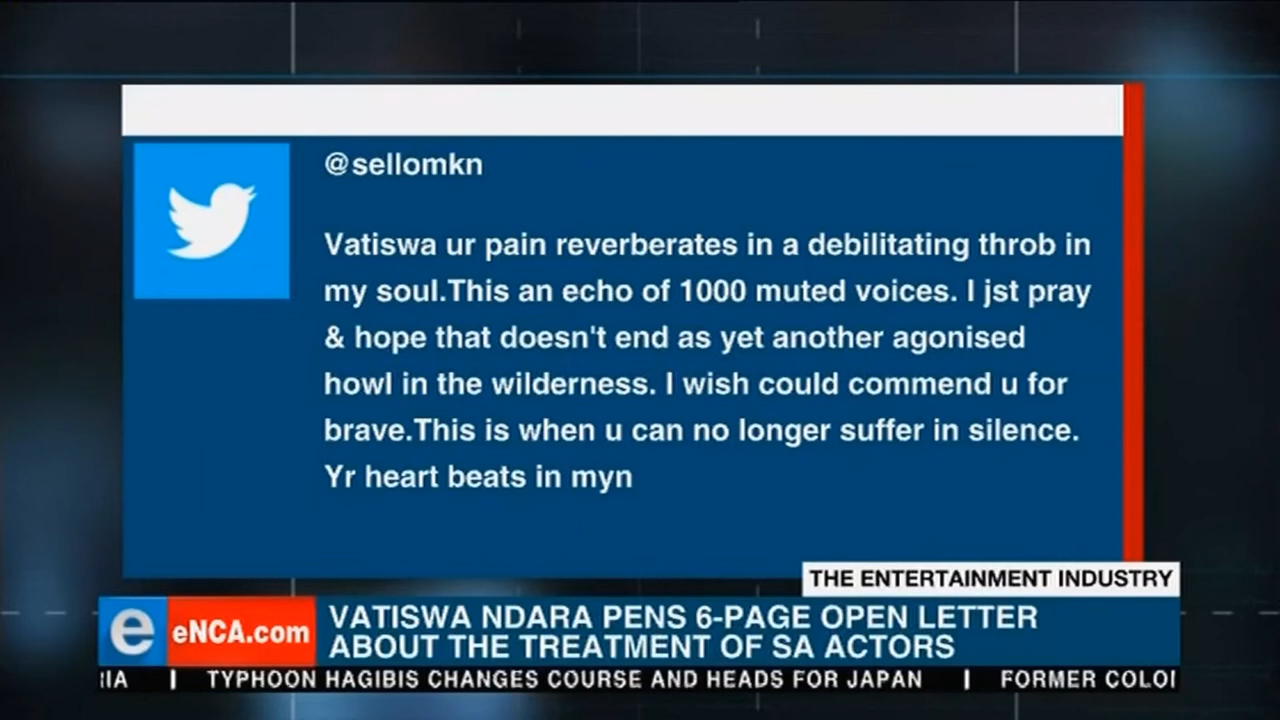 @sellomkn
Vatiswa ur pain reverberates in a debilitating throb in
my soul.This an echo of 1000 muted voices. I jst pray
& hope that doesn't end as yet another agonised
howl in the wilderness. I wish could commend u for
brave.This is when u can no longer suffer in silence.
Yr heart beats in myn
THE ENTERTAINMENT INDUSTRY
e eNCA.com
VATISWA NDARA PENS 6-PAGE OPEN LETTER
ABOUT THE TREATMENT OF SA ACTORS
IA | TYPHOON HAGIBIS CHANGES COURSE AND HEADS FOR JAPAN | FORMER COLO